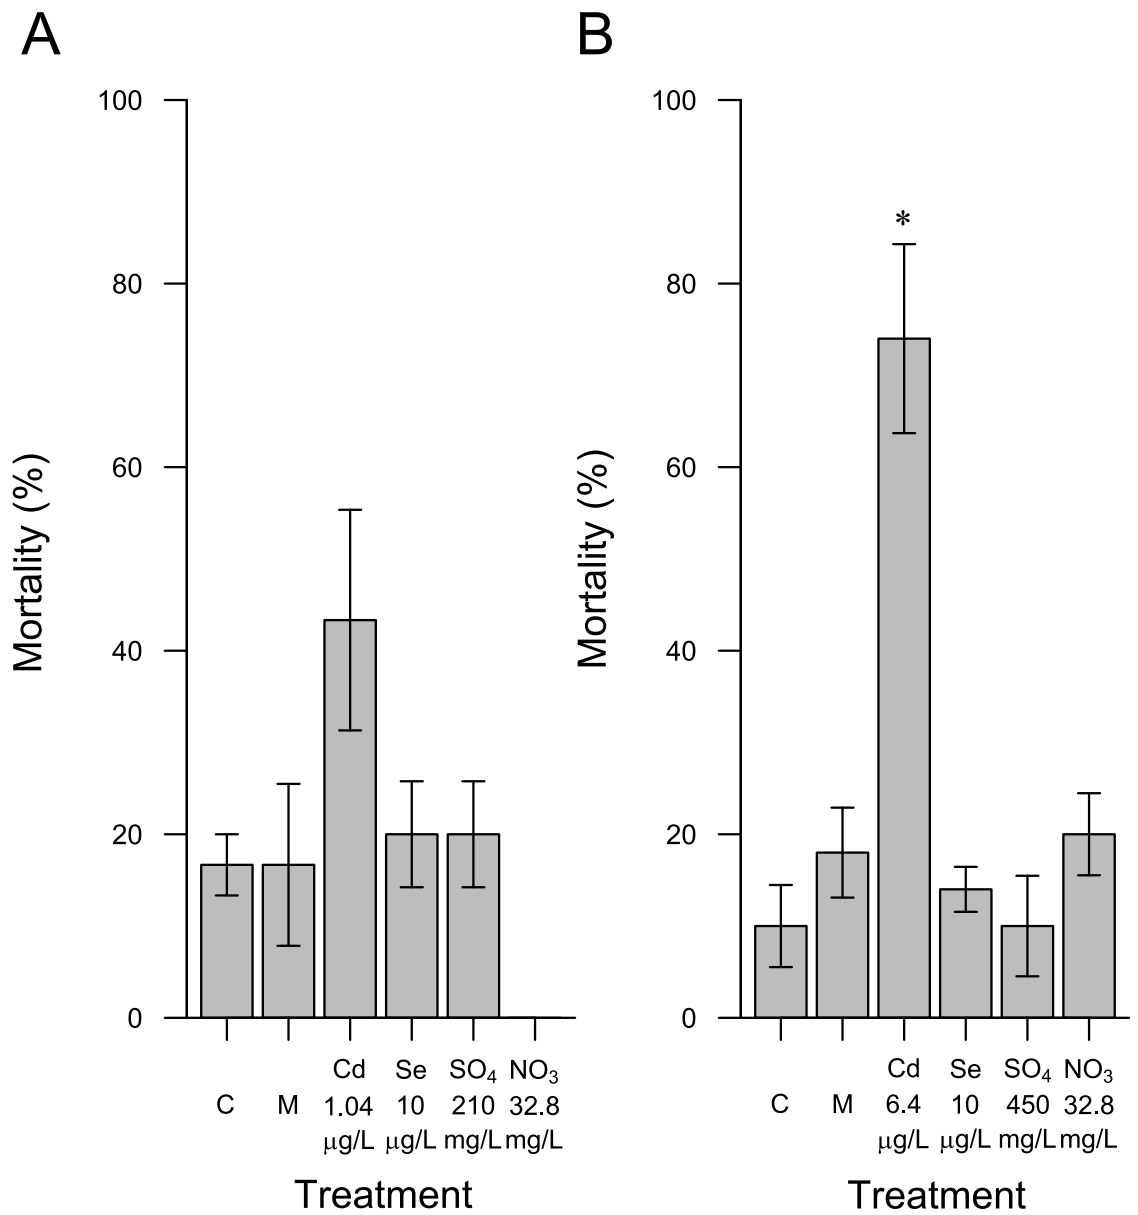 A
Mortality (%)
100
80
60
40
20
0
C M Cd Se SO₄ NO₃
1.04 10 210 32.8
μg/L μg/L mg/L mg/L
Treatment
B
Mortality (%)
100
80
60
40
20
0
*
C M Cd Se SO₄ NO₃
6.4 10 450 32.8
μg/L μg/L mg/L mg/L
Treatment